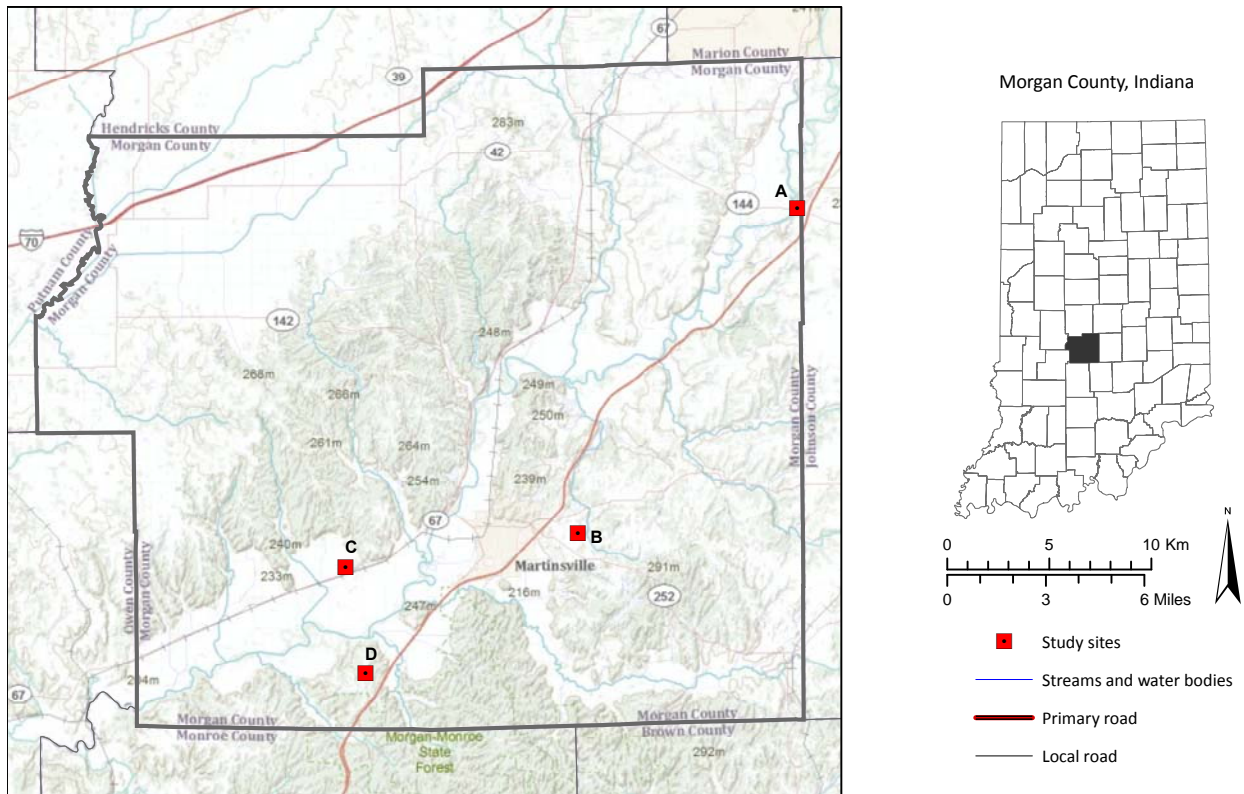 67
Marion County
Morgan County
39
Hendricks County
Morgan County
283m
42
A
144
70
Putnam County
Morgan County
142
248m
268m
266m
249m
250m
Morgan County
Johnson County
261m
264m
254m
239m
67
B
C
240m
233m
Martinsville
291m
216m
252
247m
Owen County
Morgan County
D
67
Morgan County
Monroe County
Morgan County
Brown County
Morgan-Monroe
State
Forest
292m
Morgan County, Indiana
N
0 5 10 Km
0 3 6 Miles
Study sites
Streams and water bodies
Primary road
Local road